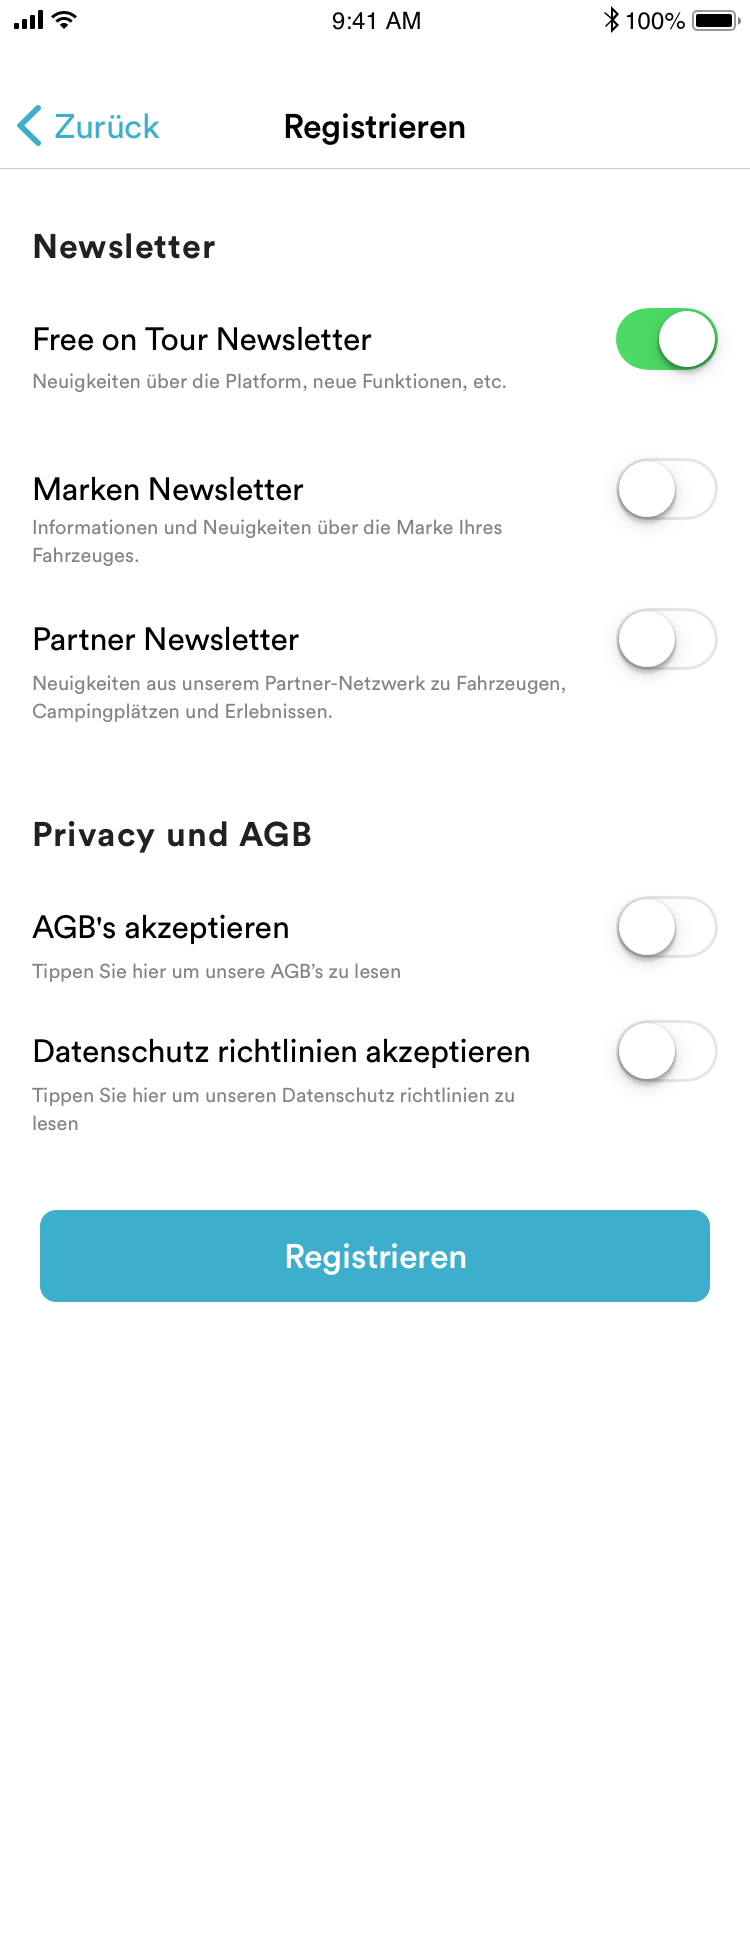 9:41 AM
100%
Zurück
Registrieren
Newsletter
Free on Tour Newsletter
Neuigkeiten über die Platform, neue Funktionen, etc.
Marken Newsletter
Informationen und Neuigkeiten über die Marke Ihres
Fahrzeuges.
Partner Newsletter
Neuigkeiten aus unserem Partner-Netzwerk zu Fahrzeugen,
Campingplätzen und Erlebnissen.
Privacy und AGB
AGB's akzeptieren
Tippen Sie hier um unsere AGB’s zu lesen
Datenschutz richtlinien akzeptieren
Tippen Sie hier um unseren Datenschutz richtlinien zu
lesen
Registrieren